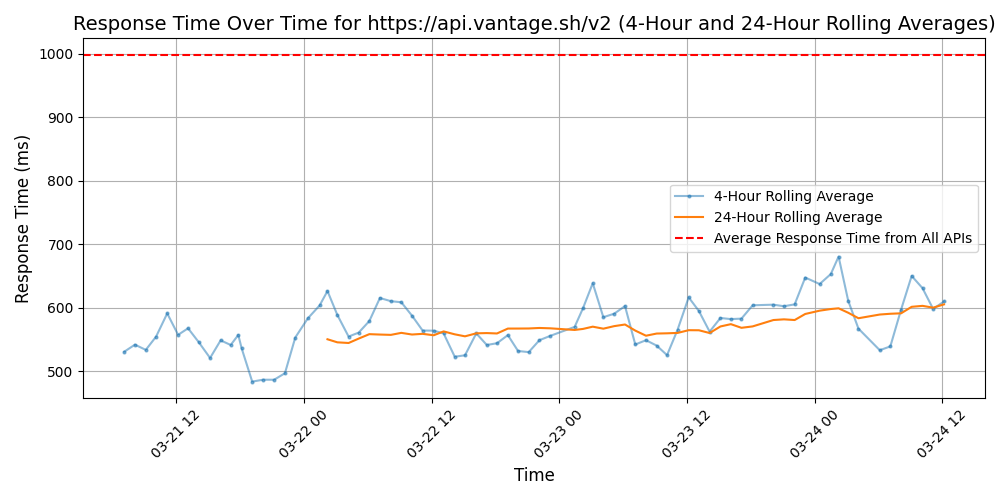 Response Time Over Time for https://api.vantage.sh/v2 (4-Hour and 24-Hour Rolling Averages)
Response Time (ms)
1000
900
800
700
600
500
4-Hour Rolling Average
24-Hour Rolling Average
Average Response Time from All APIs
03-21 12
03-22 00
03-22 12
03-23 00
03-23 12
03-24 00
03-24 12
Time